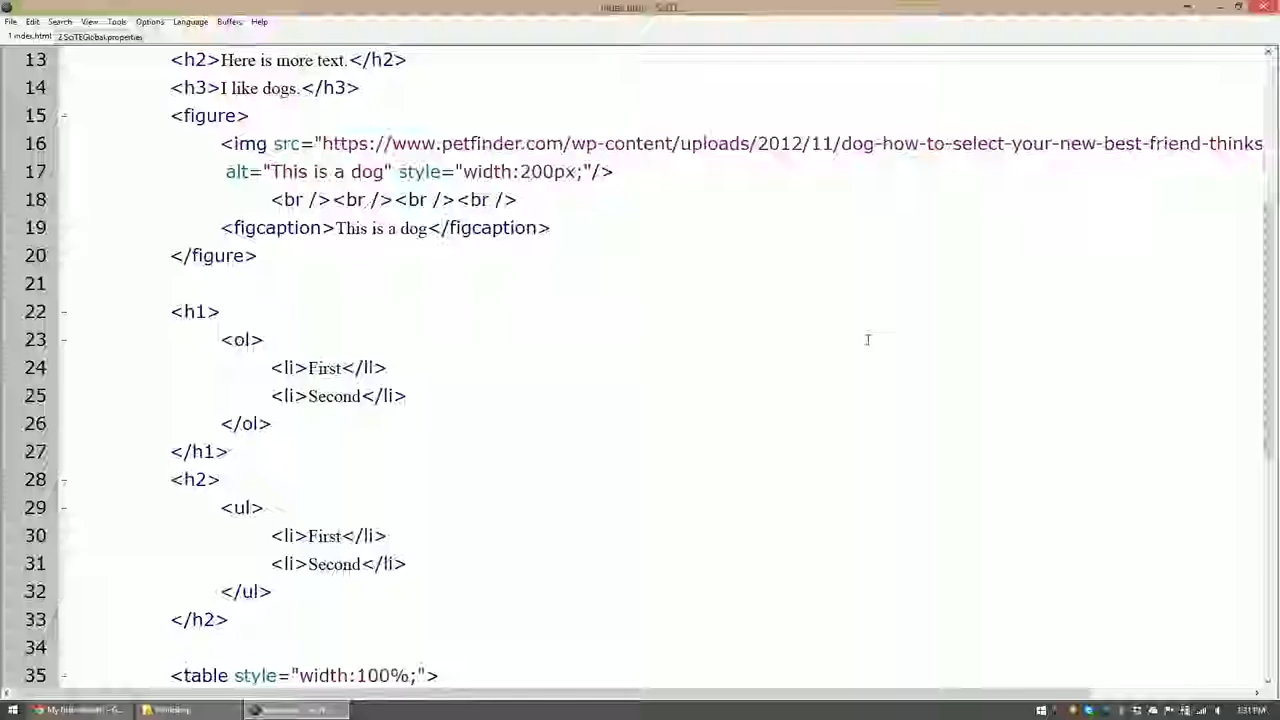 File Edit Search View Tools Options Language Buffers Help
1 index.html 2 SciTEGlobal.properties
13 <h2>Here is more text.</h2>
14 <h3>I like dogs.</h3>
15 <figure>
16 <img src="https://www.petfinder.com/wp-content/uploads/2012/11/dog-how-to-select-your-new-best-friend-thinks
17 alt="This is a dog" style="width:200px;"/>
18 <br /><br /><br /><br />
19 <figcaption>This is a dog</figcaption>
20 </figure>
21
22 <h1>
23 <ol>
24 <li>First</li>
25 <li>Second</li>
26 </ol>
27 </h1>
28 <h2>
29 <ul>
30 <li>First</li>
31 <li>Second</li>
32 </ul>
33 </h2>
34
35 <table style="width:100%;">
3:31 PM